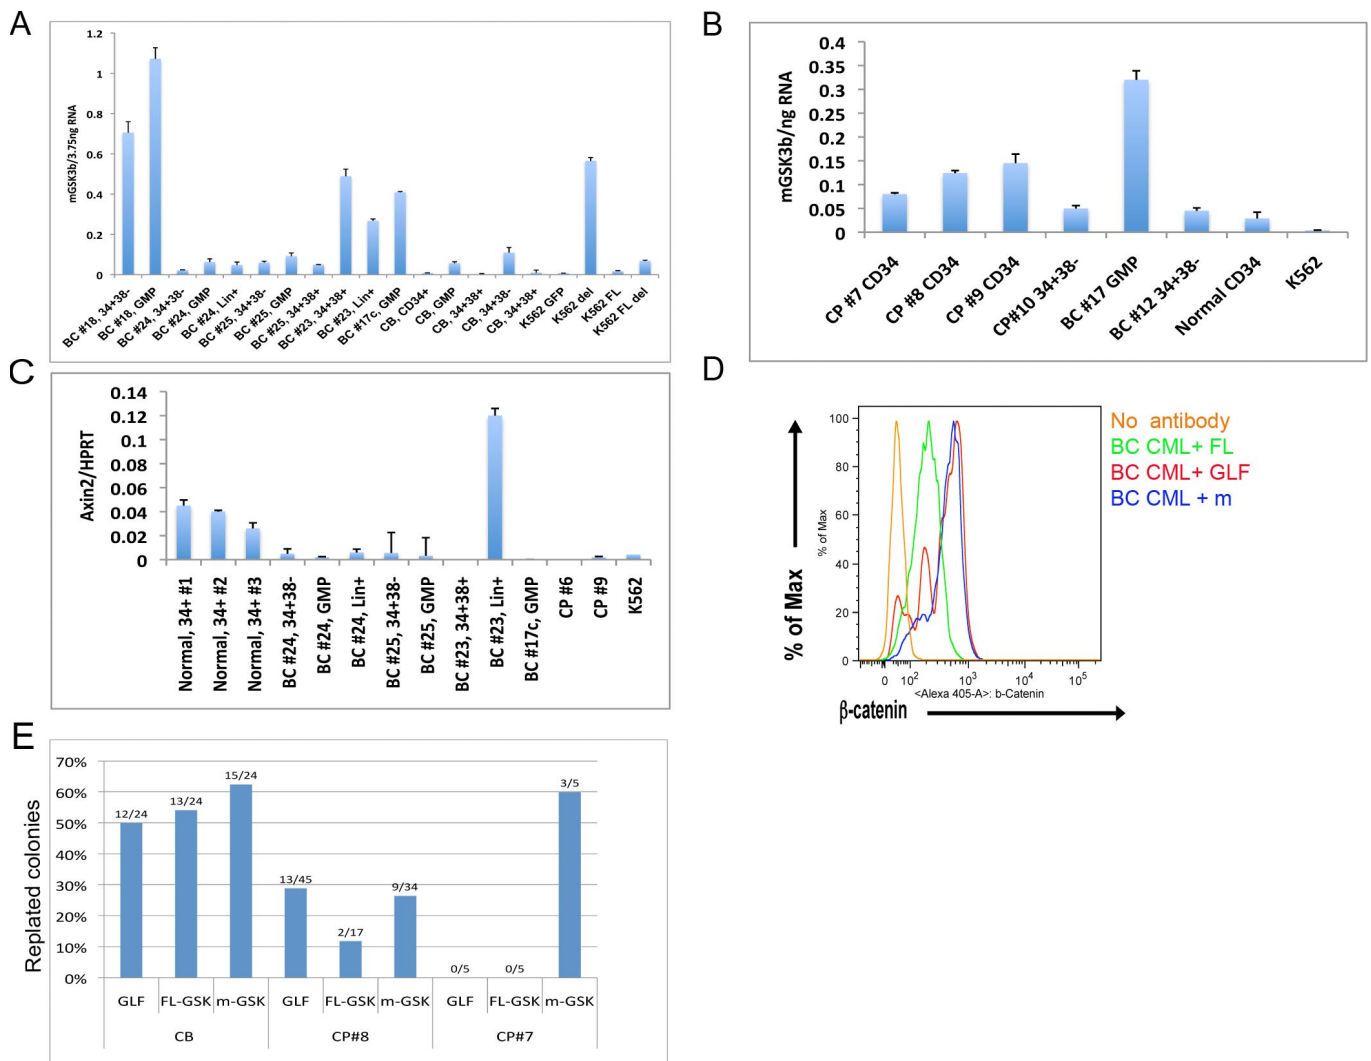 A
1.2
1
0.8
0.6
0.4
0.2
0
mGSK3b/3.75ng RNA
BC #18, 34+38-
BC #18, GMP
BC #24, 34+38-
BC #24, GMP
BC #24, Lin+
BC #25, 34+38-
BC #25, GMP
BC #25, 34+38+
BC #23, 34+38+
BC #23, Lin+
BC #17c, GMP
CB, CD34+
CB, GMP
CB, 34+38+
CB, 34+38-
CB, 34+38+
K562 GFP
K562 del
K562 FL
K562 FL del
B
0.4
0.35
0.3
0.25
0.2
0.15
0.1
0.05
0
mGSK3b/ng RNA
CP #7 CD34
CP #8 CD34
CP #9 CD34
CP#10 34+38-
BC #17 GMP
BC #12 34+38-
Normal CD34
K562
C
0.14
0.12
0.1
0.08
0.06
0.04
0.02
0
Axin2/HPRT
Normal, 34+ #1
Normal, 34+ #2
Normal, 34+ #3
BC #24, 34+38-
BC #24, GMP
BC #24, Lin+
BC #25, 34+38-
BC #25, GMP
BC #23, 34+38+
BC #23, Lin+
BC #17c, GMP
CP #6
CP #9
K562
D
% of Max
% of Max
100
80
60
40
20
0
0 10² 10³ 10⁴ 10⁵
<Alexa 405-A>: b-Catenin
β-catenin
No antibody
BC CML+ FL
BC CML+ GLF
BC CML + m
E
70%
60%
50%
40%
30%
20%
10%
0%
Replated colonies
12/24
13/24
15/24
13/45
2/17
9/34
0/5
0/5
3/5
GLF FL-GSK m-GSK GLF FL-GSK m-GSK GLF FL-GSK m-GSK
CB CP#8 CP#7